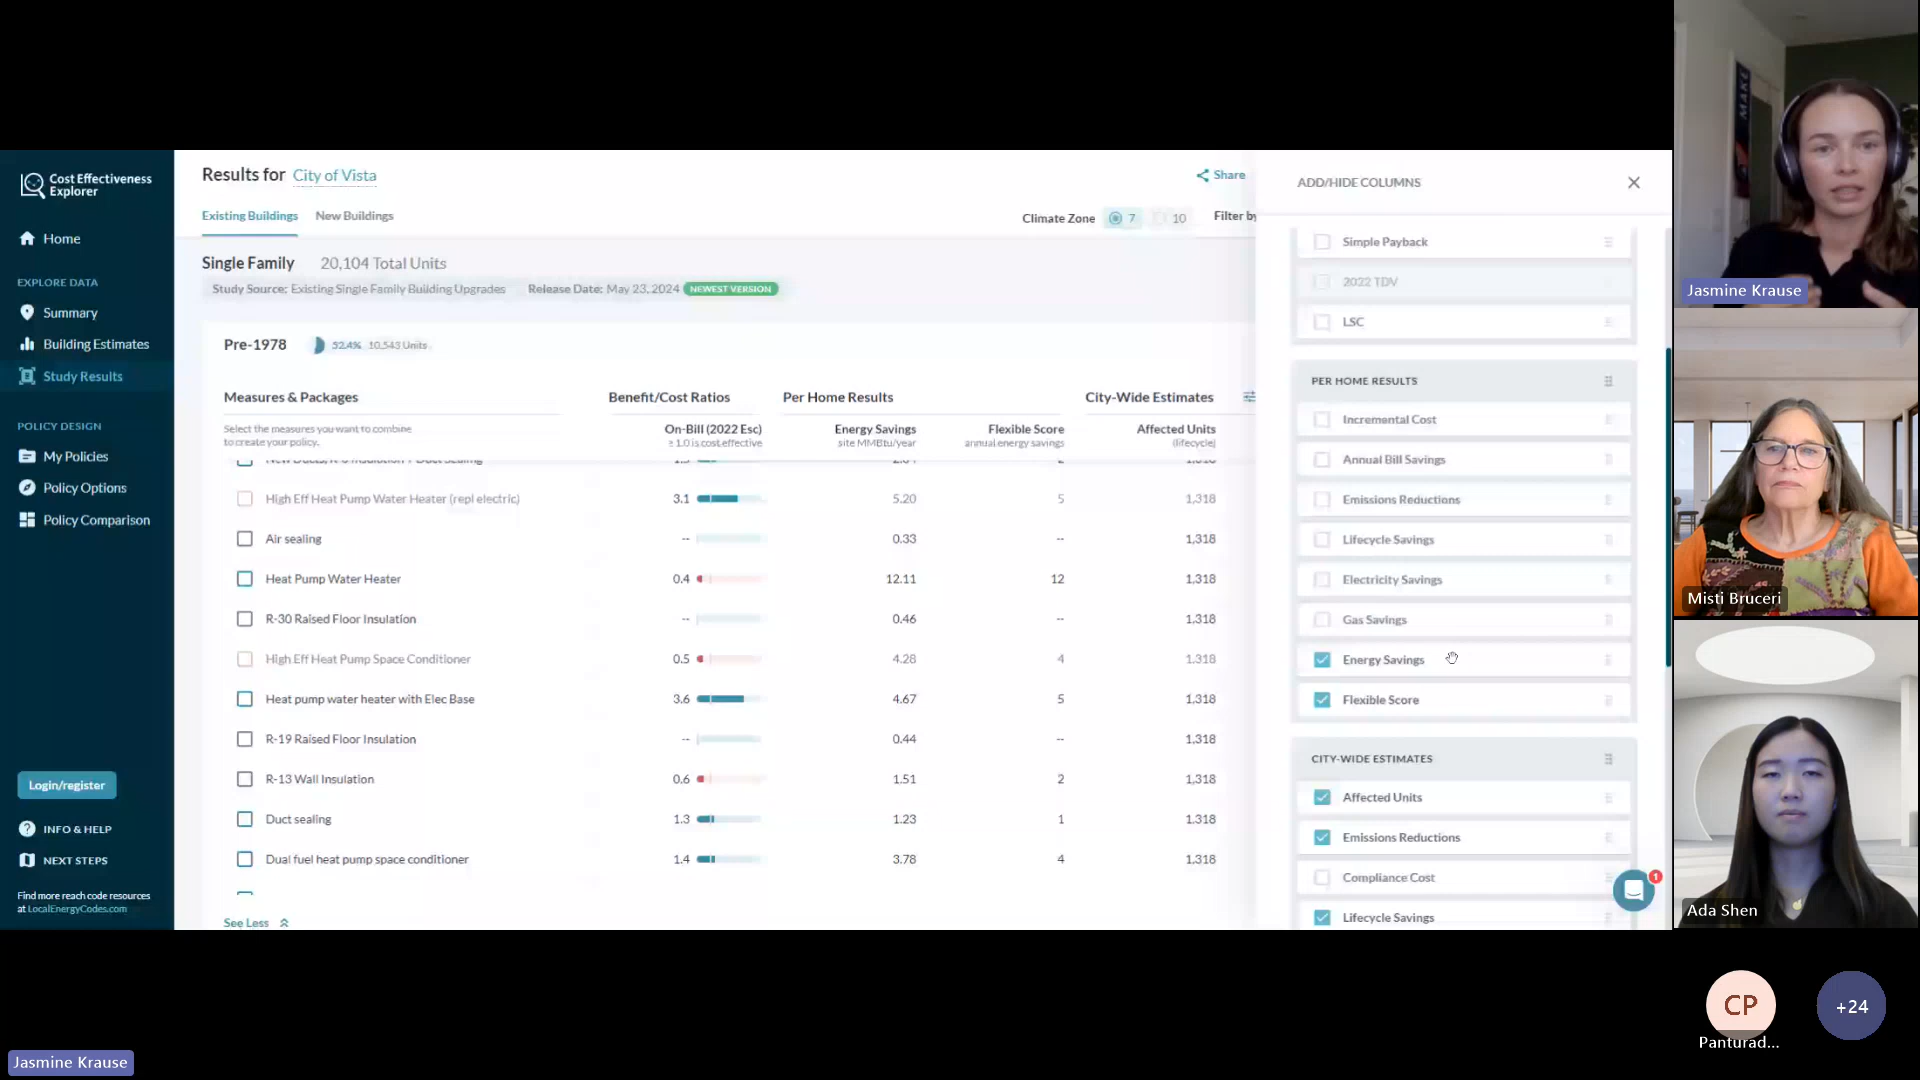 Cost Effectiveness
Explorer
Home
EXPLORE DATA
Summary
Building Estimates
Study Results
POLICY DESIGN
My Policies
Policy Options
Policy Comparison
Login/register
INFO & HELP
NEXT STEPS
Find more reach code resources
at LocalEnergyCodes.com
Results for City of Vista
Share
Existing Buildings New Buildings
Climate Zone 7 10 Filter by
Single Family 20,104 Total Units
Study Source: Existing Single Family Building Upgrades Release Date: May 23, 2024 NEWEST VERSION
Pre-1978 52.4% 10,543 Units
Measures & Packages Benefit/Cost Ratios Per Home Results City-Wide Estimates
Select the measures you want to combine
to create your policy.
On-Bill (2022 Esc) Energy Savings Flexible Score Affected Units
≥ 1.0 is cost effective site MMBtu/year annual energy savings (lifecycle)
High Eff Heat Pump Water Heater (repl electric) 3.1 5.20 5 1,318
Air sealing -- 0.33 -- 1,318
Heat Pump Water Heater 0.4 12.11 12 1,318
R-30 Raised Floor Insulation -- 0.46 -- 1,318
High Eff Heat Pump Space Conditioner 0.5 4.28 4 1,318
Heat pump water heater with Elec Base 3.6 4.67 5 1,318
R-19 Raised Floor Insulation -- 0.44 -- 1,318
R-13 Wall Insulation 0.6 1.51 2 1,318
Duct sealing 1.3 1.23 1 1,318
Dual fuel heat pump space conditioner 1.4 3.78 4 1,318
See Less
ADD/HIDE COLUMNS
Simple Payback
2022 TDV
LSC
PER HOME RESULTS
Incremental Cost
Annual Bill Savings
Emissions Reductions
Lifecycle Savings
Electricity Savings
Gas Savings
Energy Savings
Flexible Score
CITY-WIDE ESTIMATES
Affected Units
Emissions Reductions
Compliance Cost
Lifecycle Savings
1
MAKE
Jasmine Krause
Misti Bruceri
Ada Shen
CP
Panturad...
+24
Jasmine Krause